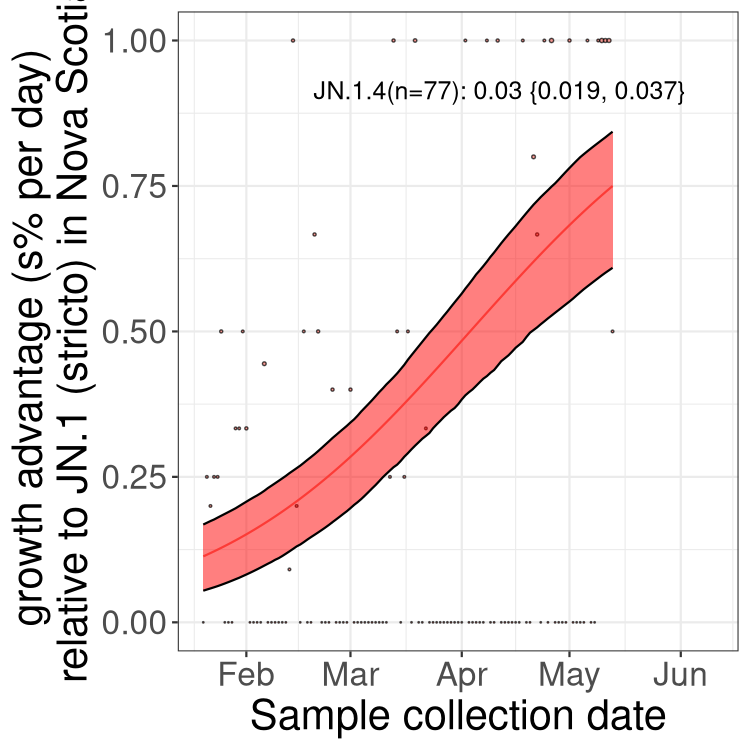 growth advantage (s% per day)
relative to JN.1 (stricto) in Nova Scotia
1.00
0.75
0.50
0.25
0.00
JN.1.4(n=77): 0.03 {0.019, 0.037}
Feb Mar Apr May Jun
Sample collection date